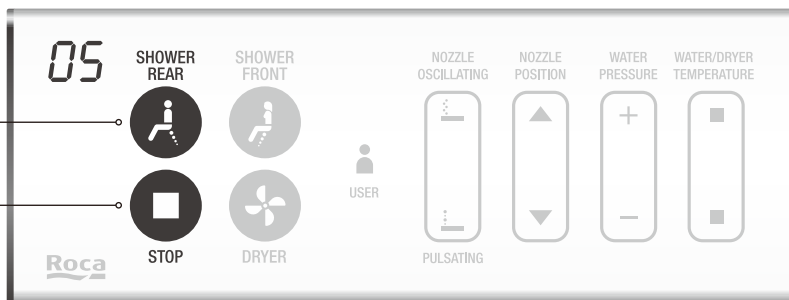 05
SHOWER
REAR
SHOWER
FRONT
NOZZLE
OSCILLATING
NOZZLE
POSITION
WATER
PRESSURE
WATER/DRYER
TEMPERATURE
USER
STOP
DRYER
PULSATING
Roca